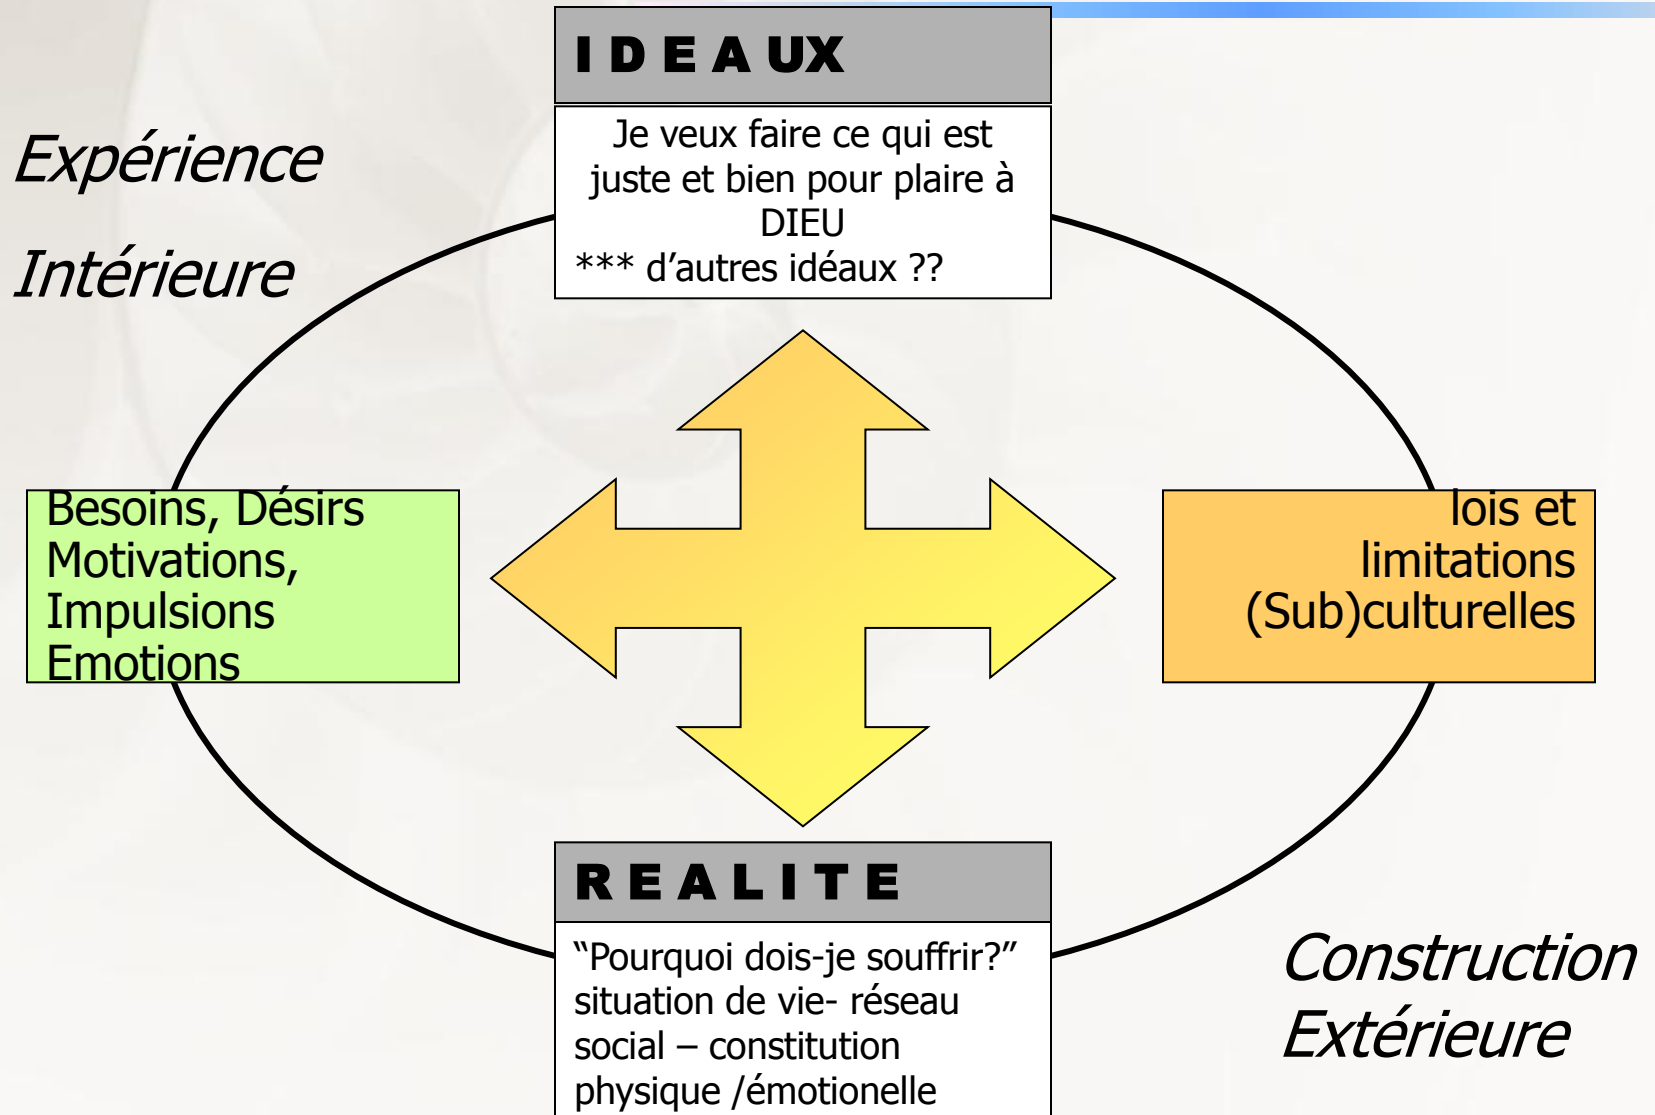 I D E A UX
Je veux faire ce qui est
juste et bien pour plaire à
DIEU
*** d’autres idéaux ??
Expérience
Intérieure
Besoins, Désirs
Motivations,
Impulsions
Emotions
lois et
limitations
(Sub)culturelles
R E A L I T E
“Pourquoi dois-je souffrir?”
situation de vie- réseau
social – constitution
physique /émotionelle
Construction
Extérieure